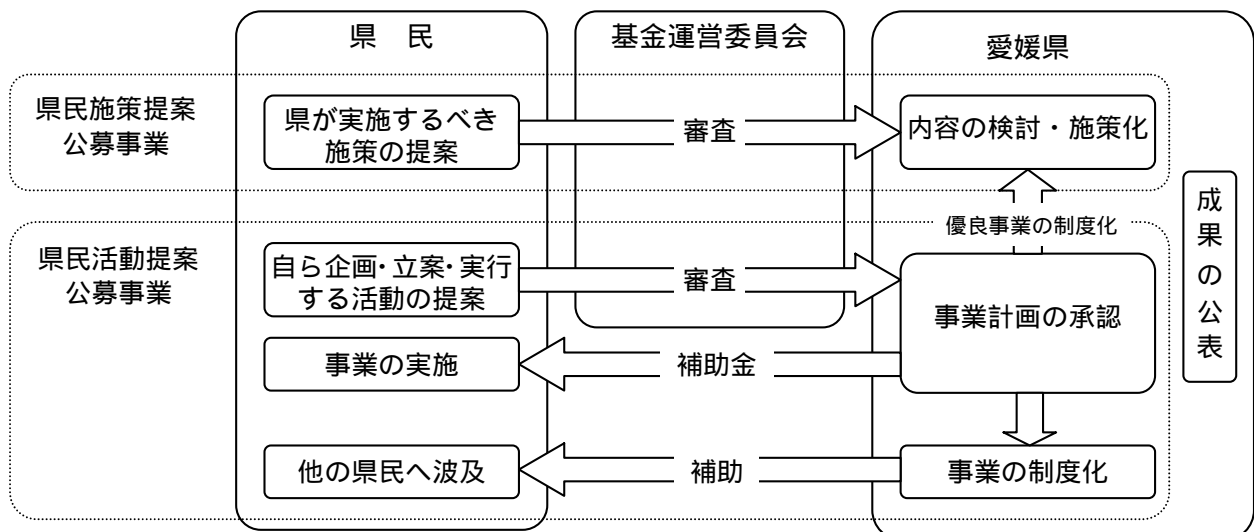 県　民
基金運営委員会
愛媛県
県民施策提案
公募事業
県が実施するべき
施策の提案
審査
内容の検討・施策化
優良事業の制度化
県民活動提案
公募事業
自ら企画・立案・実行
する活動の提案
審査
事業計画の承認
事業の実施
補助金
他の県民へ波及
補助
事業の制度化
成果の公表